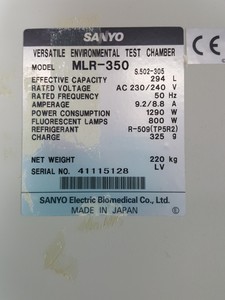 SANYO
VERSATILE ENVIRONMENTAL TEST CHAMBER
MODEL MLR-350 S.502-305
EFFECTIVE CAPACITY 294 L
RATED VOLTAGE AC 230/240 V
RATED FREQUENCY 50 Hz
AMPERAGE 9.2/8.8 A
POWER CONSUMPTION 1290 W
FLUORESCENT LAMPS 800 W
REFRIGERANT R-509(TP5R2)
CHARGE 325 g
NET WEIGHT 220 kg
LV
SERIAL NO. 41115128
SANYO Electric Biomedical Co., Ltd.
MADE IN JAPAN
CE